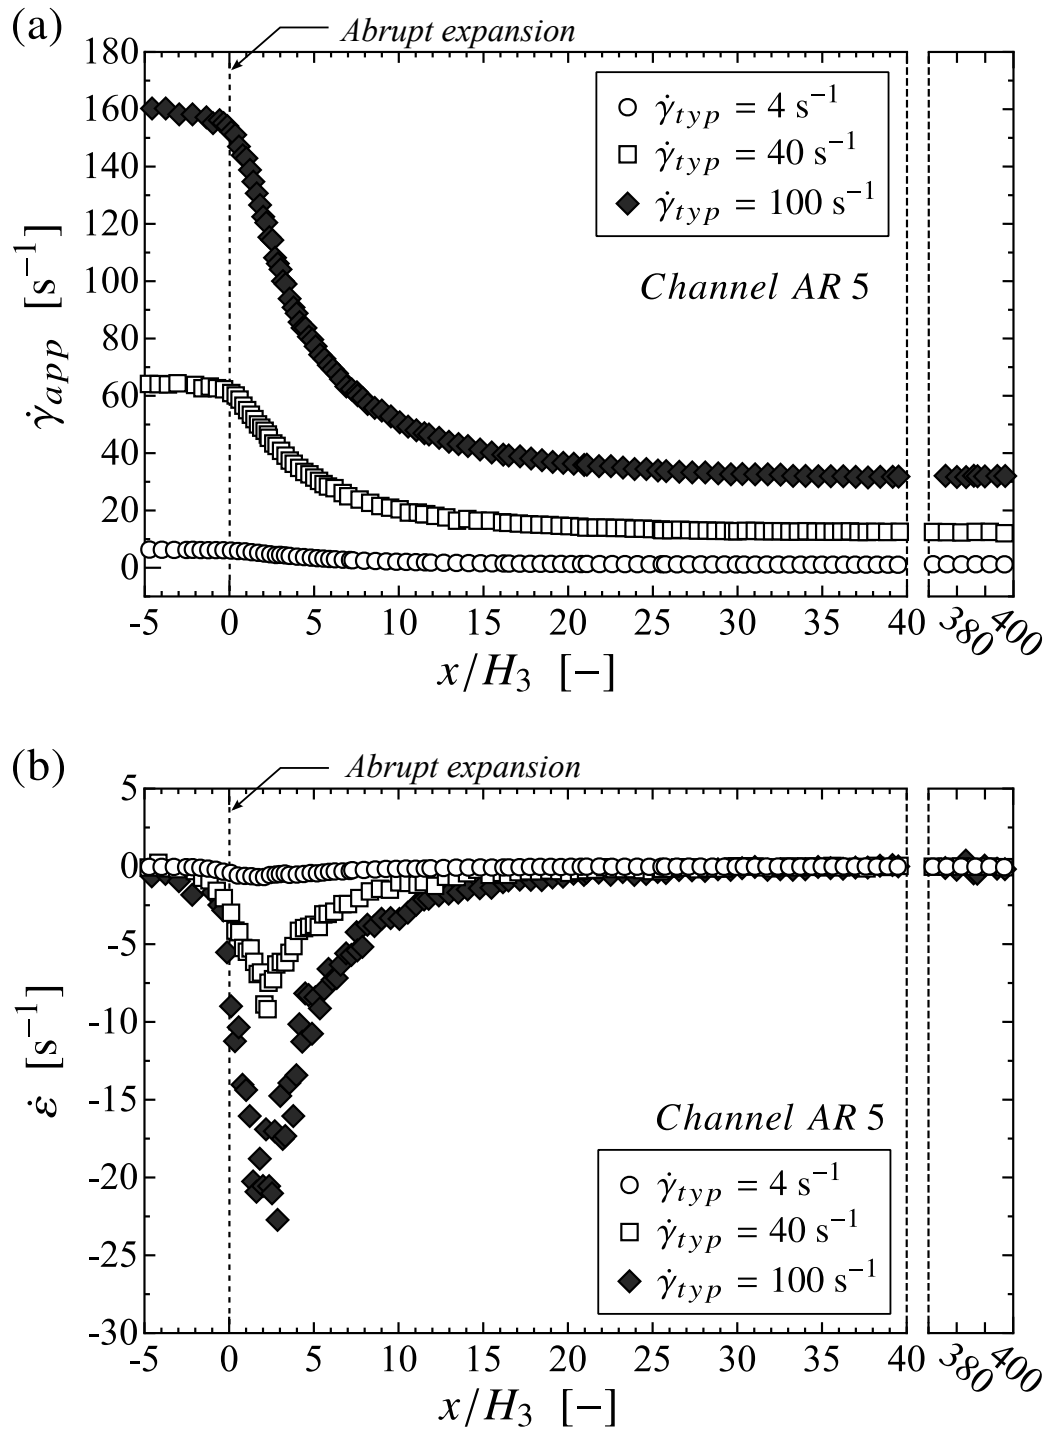 (a)
Abrupt expansion
180
160
140
120
100
80
60
40
20
0
γ̇app [s−1]
γ̇typ = 4 s−1
γ̇typ = 40 s−1
γ̇typ = 100 s−1
Channel AR 5
-5 0 5 10 15 20 25 30 35 40 380 400
x/H3 [−]
(b)
Abrupt expansion
5
0
-5
-10
-15
-20
-25
-30
ε̇ [s−1]
Channel AR 5
γ̇typ = 4 s−1
γ̇typ = 40 s−1
γ̇typ = 100 s−1
-5 0 5 10 15 20 25 30 35 40 380 400
x/H3 [−]